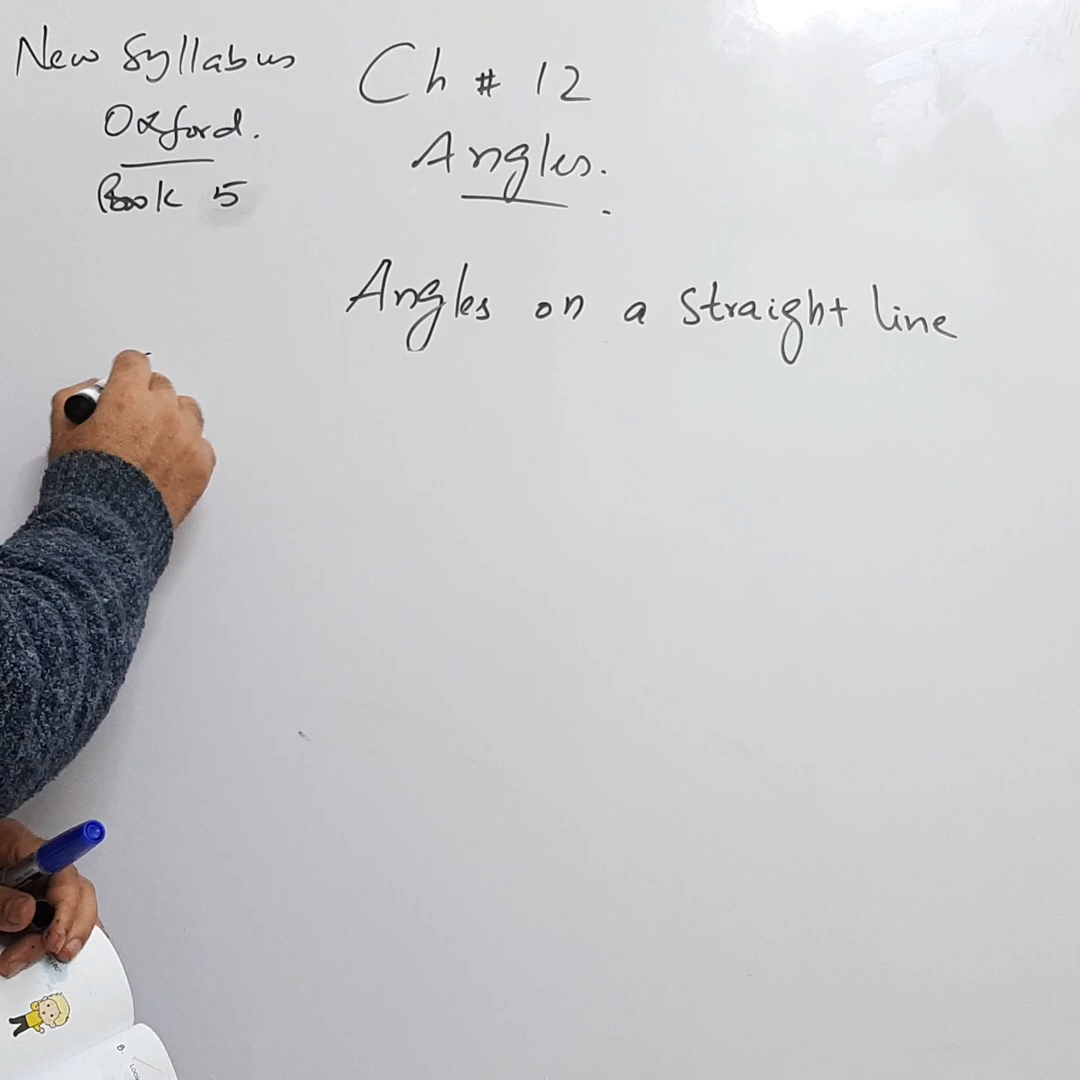 New Syllabus
Oxford.
Book 5
Ch # 12
Angles.
Angles on a straight line